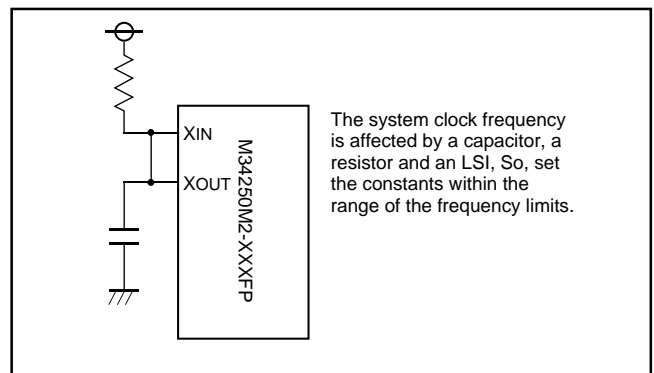 XIN
XOUT
M34250M2-XXXFP
The system clock frequency
is affected by a capacitor, a
resistor and an LSI, So, set
the constants within the
range of the frequency limits.